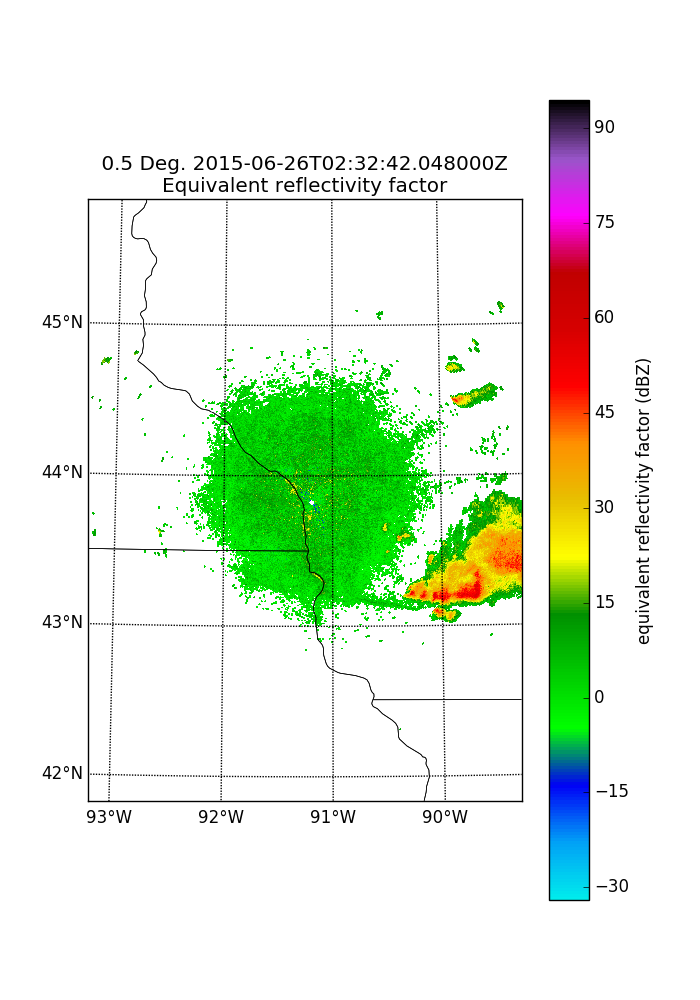 0.5 Deg. 2015-06-26T02:32:42.048000Z
Equivalent reflectivity factor
45°N
44°N
43°N
42°N
93°W 92°W 91°W 90°W
90
75
60
45
30
15
0
−15
−30
equivalent reflectivity factor (dBZ)